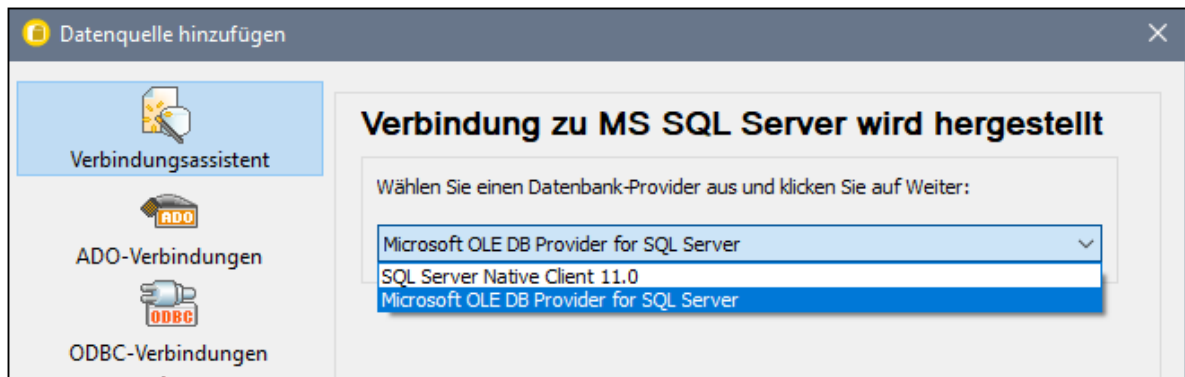 Datenquelle hinzufügen
Verbindungsassistent
ADO
ADO-Verbindungen
ODBC
ODBC-Verbindungen
Verbindung zu MS SQL Server wird hergestellt
Wählen Sie einen Datenbank-Provider aus und klicken Sie auf Weiter:
Microsoft OLE DB Provider for SQL Server
SQL Server Native Client 11.0
Microsoft OLE DB Provider for SQL Server